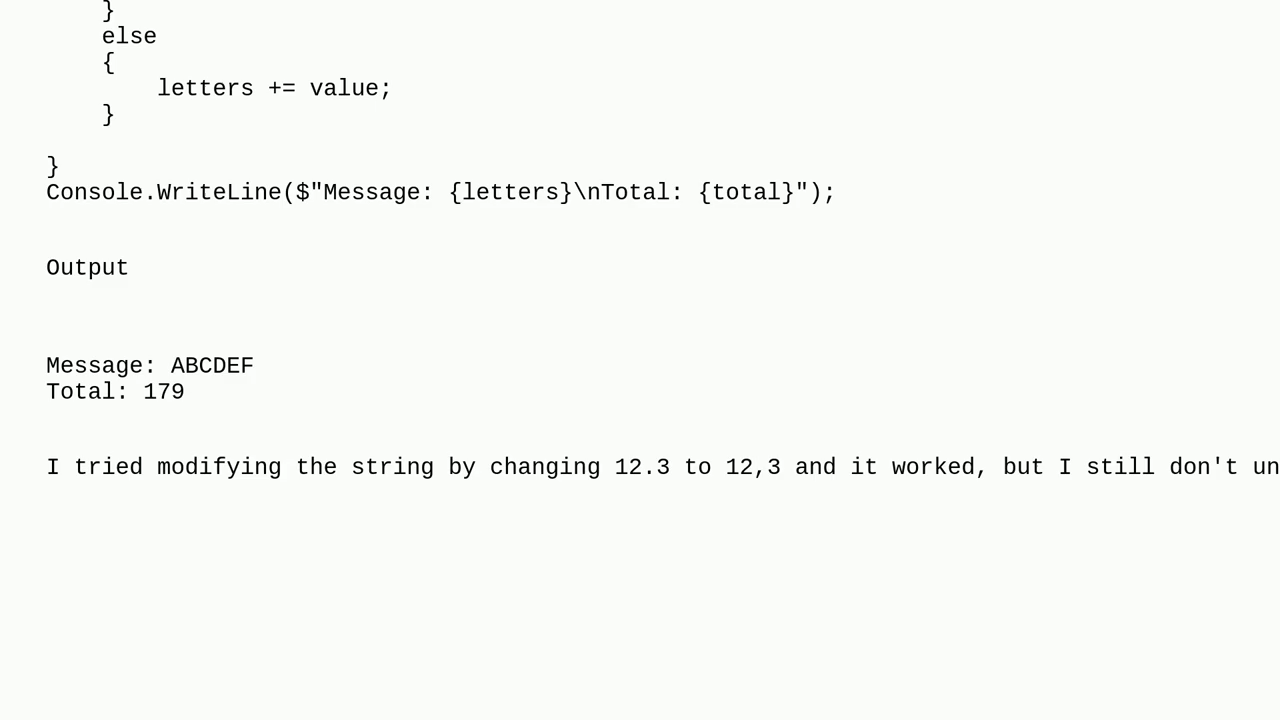 }
else
{
letters += value;
}
}
Console.WriteLine($"Message: {letters}\nTotal: {total}");
Output
Message: ABCDEF
Total: 179
I tried modifying the string by changing 12.3 to 12,3 and it worked, but I still don't un